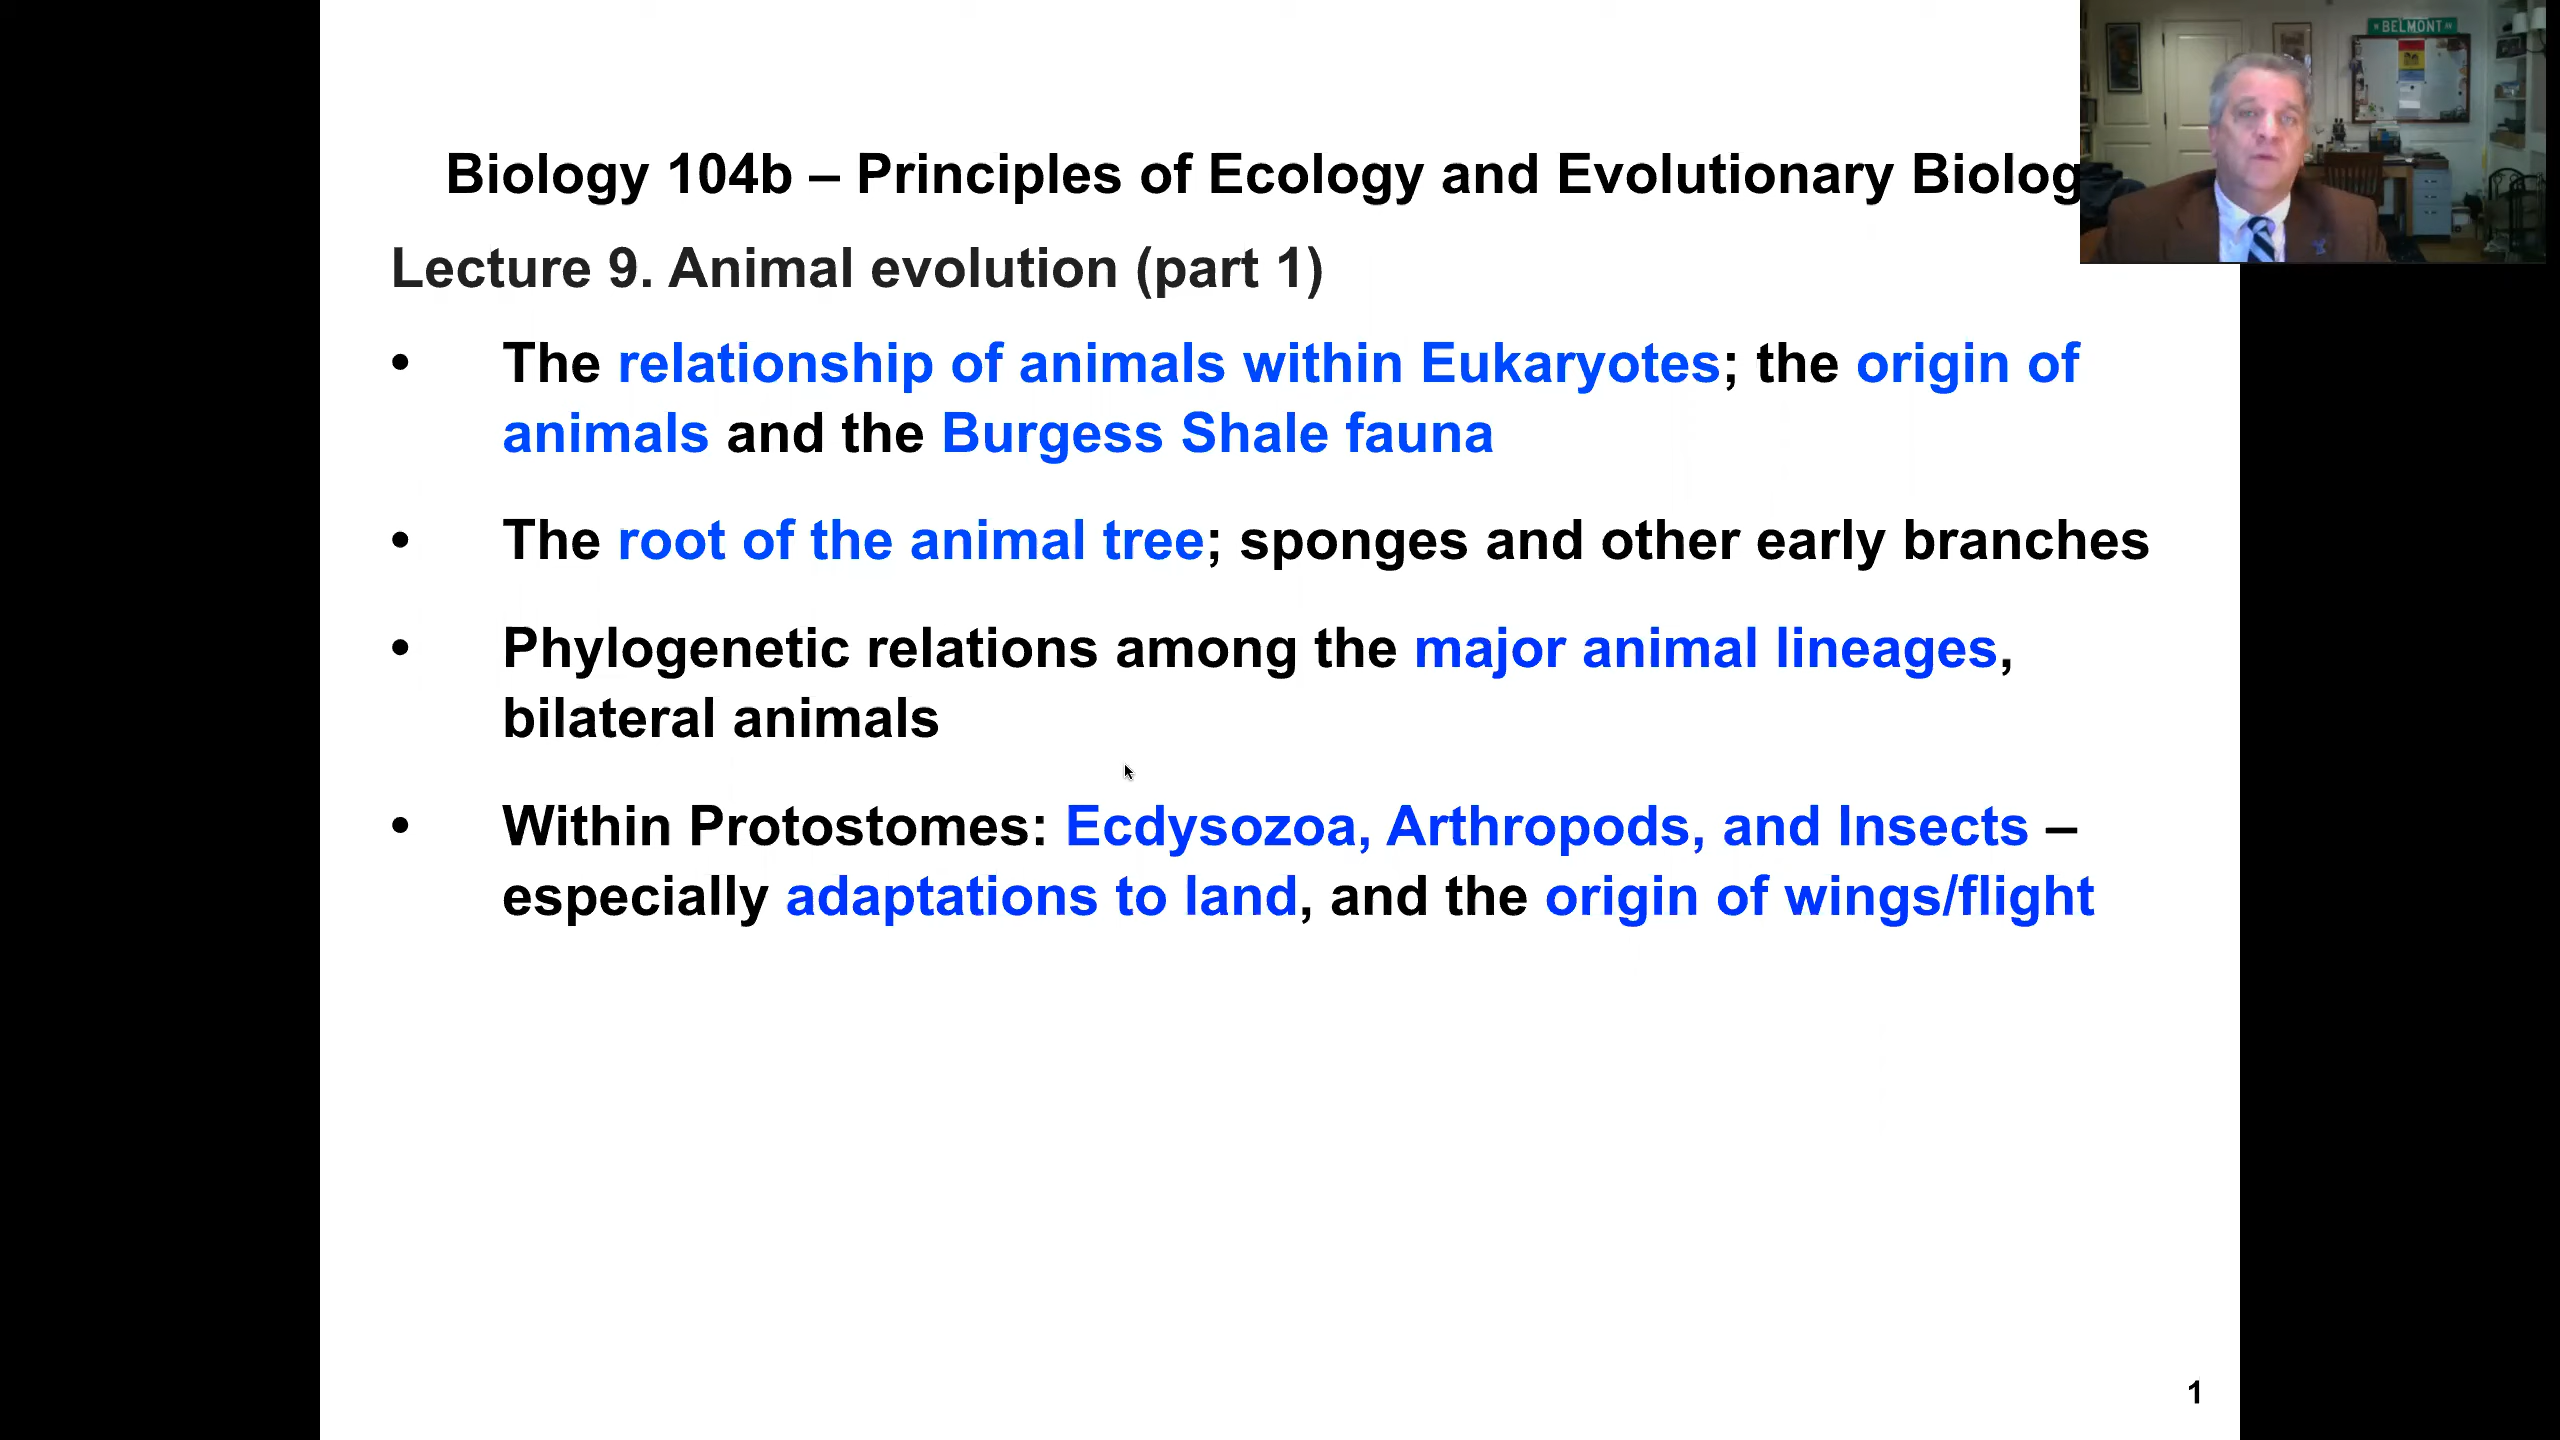 Biology 104b – Principles of Ecology and Evolutionary Biolog
Lecture 9. Animal evolution (part 1)
• The relationship of animals within Eukaryotes; the origin of
animals and the Burgess Shale fauna
• The root of the animal tree; sponges and other early branches
• Phylogenetic relations among the major animal lineages,
bilateral animals
• Within Protostomes: Ecdysozoa, Arthropods, and Insects –
especially adaptations to land, and the origin of wings/flight
1
BELMONT